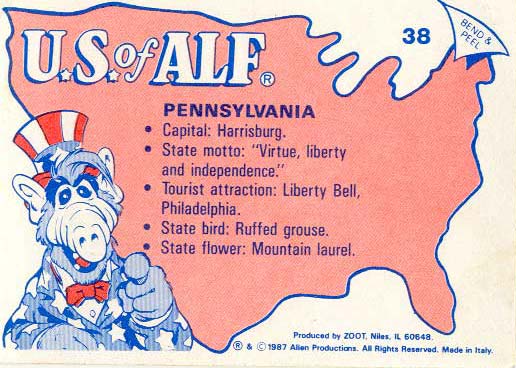 38
BEND &
PEEL
U.S. of ALF®
PENNSYLVANIA
• Capital: Harrisburg.
• State motto: "Virtue, liberty
and independence."
• Tourist attraction: Liberty Bell,
Philadelphia.
• State bird: Ruffed grouse.
• State flower: Mountain laurel.
Produced by ZOOT, Niles, IL 60648.
® & © 1987 Alien Productions. All Rights Reserved. Made in Italy.